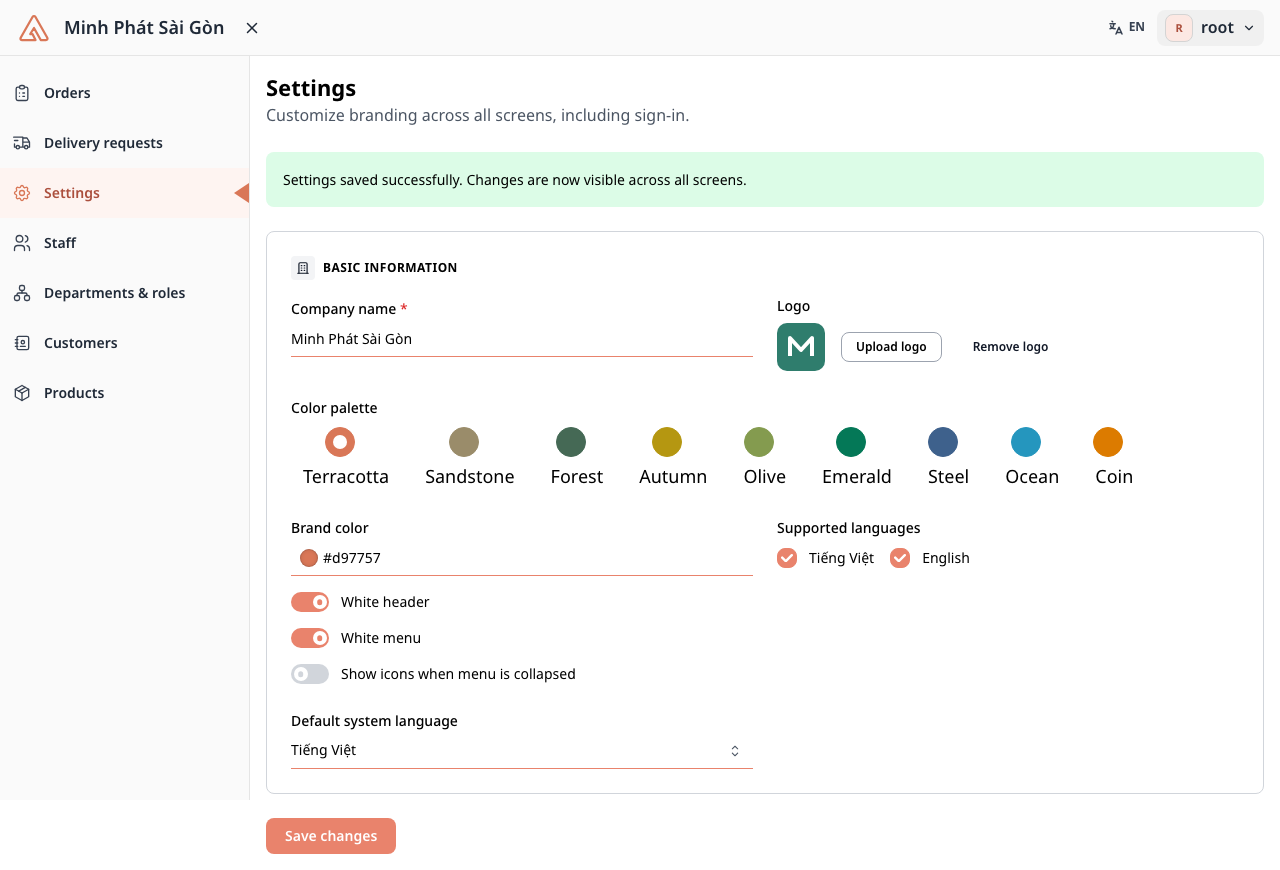 Minh Phát Sài Gòn
EN
R
root
Orders
Delivery requests
Settings
Staff
Departments & roles
Customers
Products
Settings
Customize branding across all screens, including sign-in.
Settings saved successfully. Changes are now visible across all screens.
BASIC INFORMATION
Company name *
Minh Phát Sài Gòn
Logo
M
Upload logo
Remove logo
Color palette
Terracotta
Sandstone
Forest
Autumn
Olive
Emerald
Steel
Ocean
Coin
Brand color
#d97757
Supported languages
Tiếng Việt
English
White header
White menu
Show icons when menu is collapsed
Default system language
Tiếng Việt
Save changes